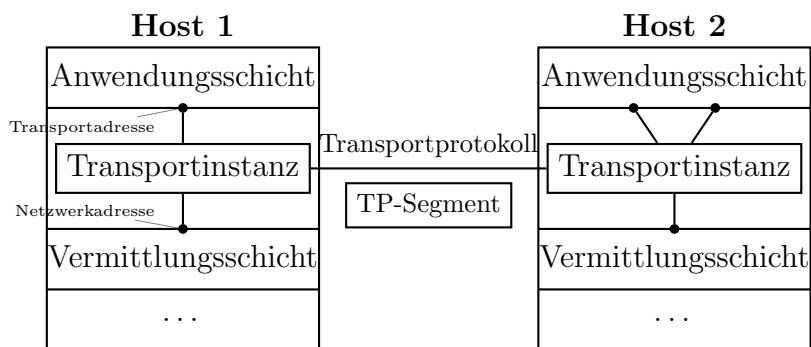 Host 1
Host 2
Anwendungsschicht
Anwendungsschicht
Transportadresse
Transportprotokoll
Transportinstanz
Transportinstanz
TP-Segment
Netzwerkadresse
Vermittlungsschicht
Vermittlungsschicht
...
...